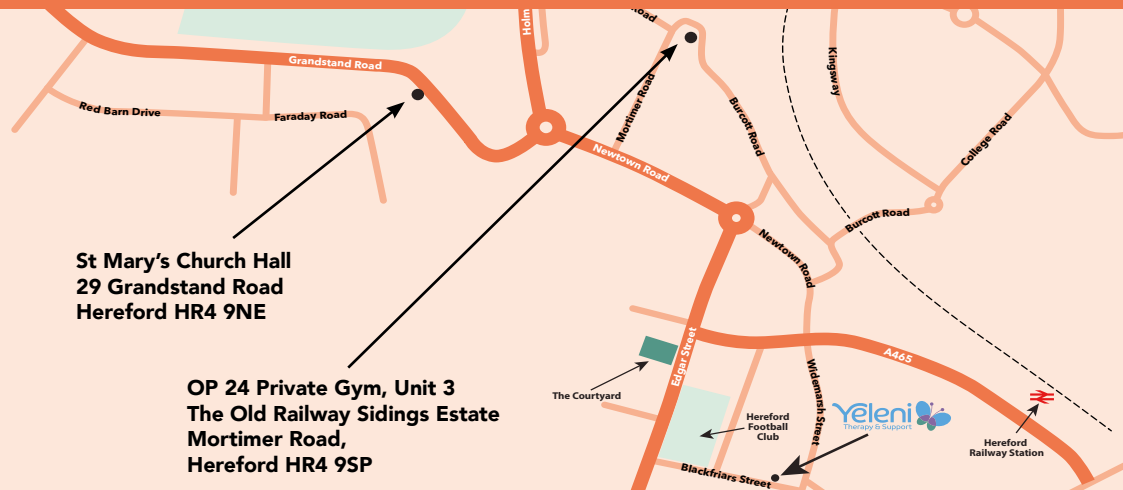 Holm
oad
Grandstand Road
Kingsway
Mortimer Road
Red Barn Drive
Faraday Road
Burcott Road
College Road
Newtown Road
Burcott Road
Newtown Road
St Mary's Church Hall
29 Grandstand Road
Hereford HR4 9NE
Edgar Street
A465
OP 24 Private Gym, Unit 3
The Old Railway Sidings Estate
Mortimer Road,
Hereford HR4 9SP
The Courtyard
Widemarsh Street
Hereford
Football
Club
Yeleni
Therapy & Support
Hereford
Railway Station
Blackfriars Street